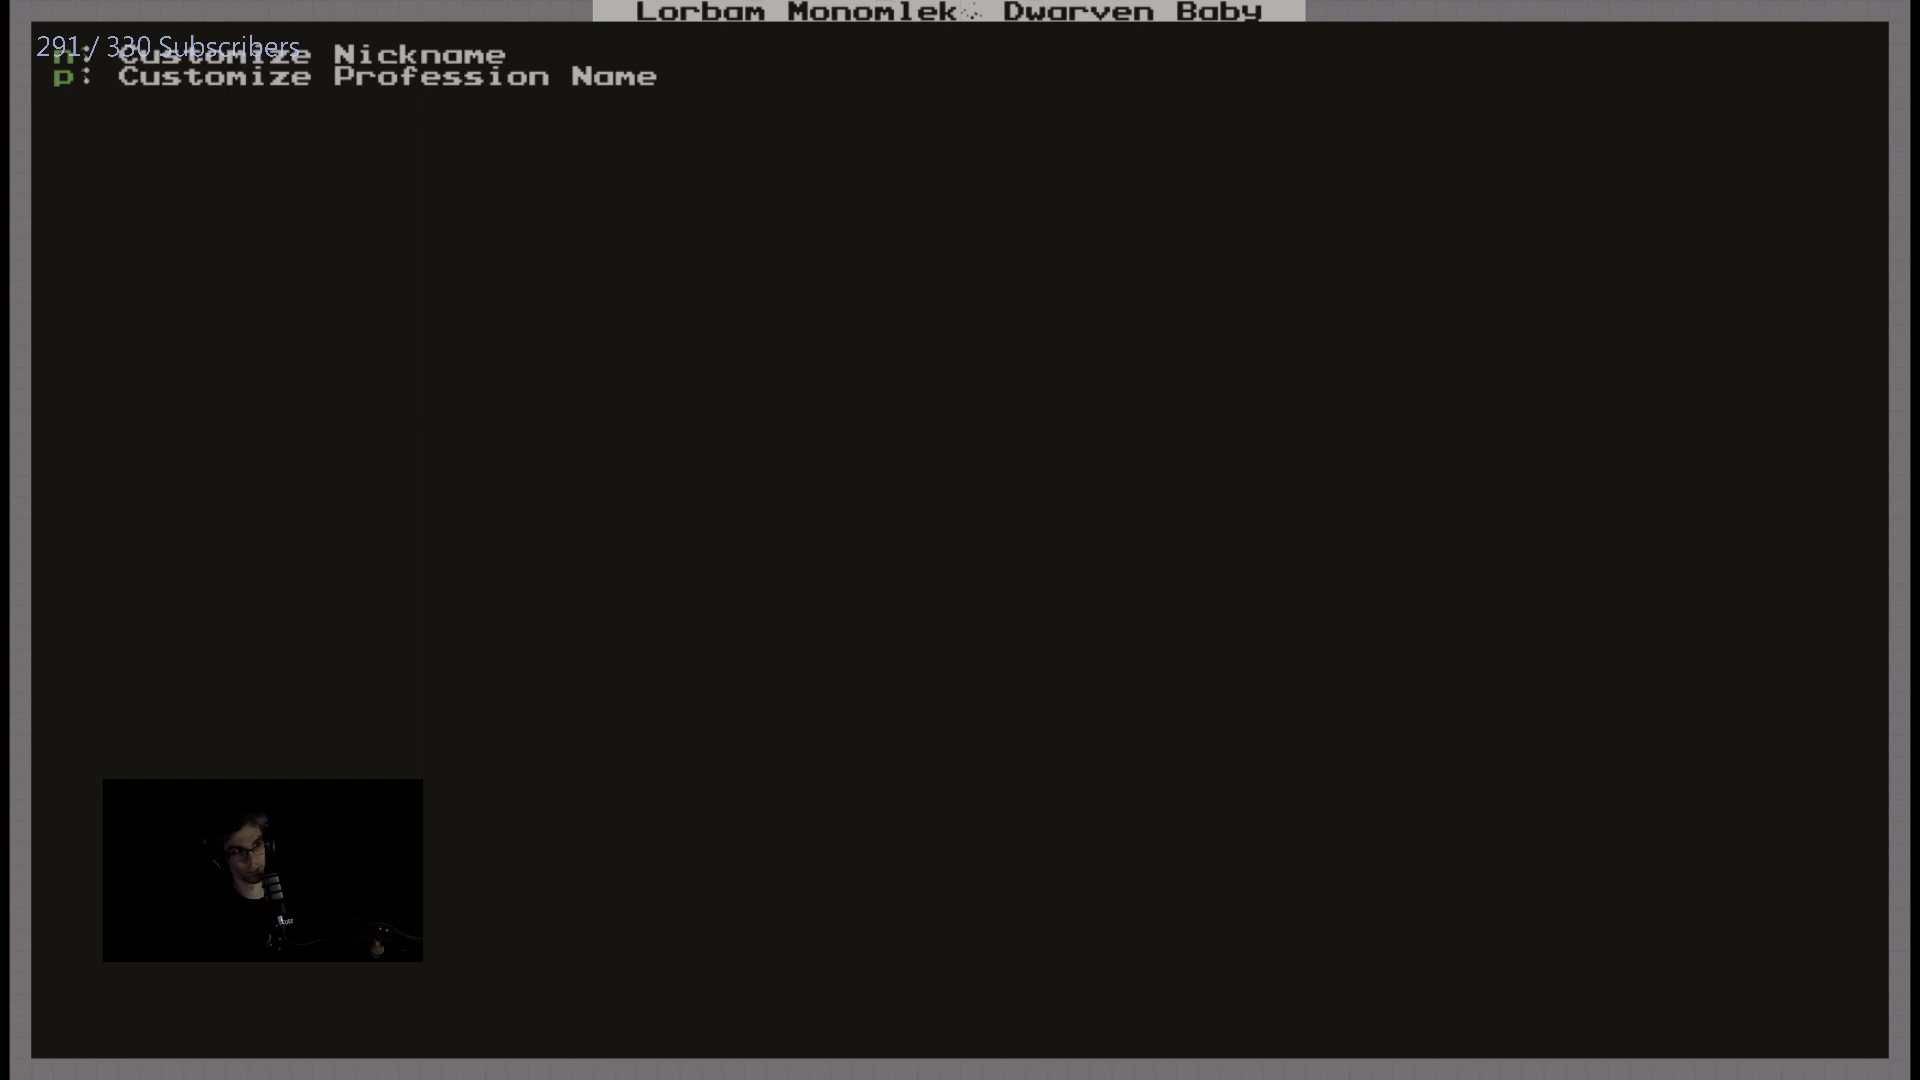 Lorbam Monomlek, Dwarven Baby
291 / 330 Subscribers
n: Customize Nickname
p: Customize Profession Name